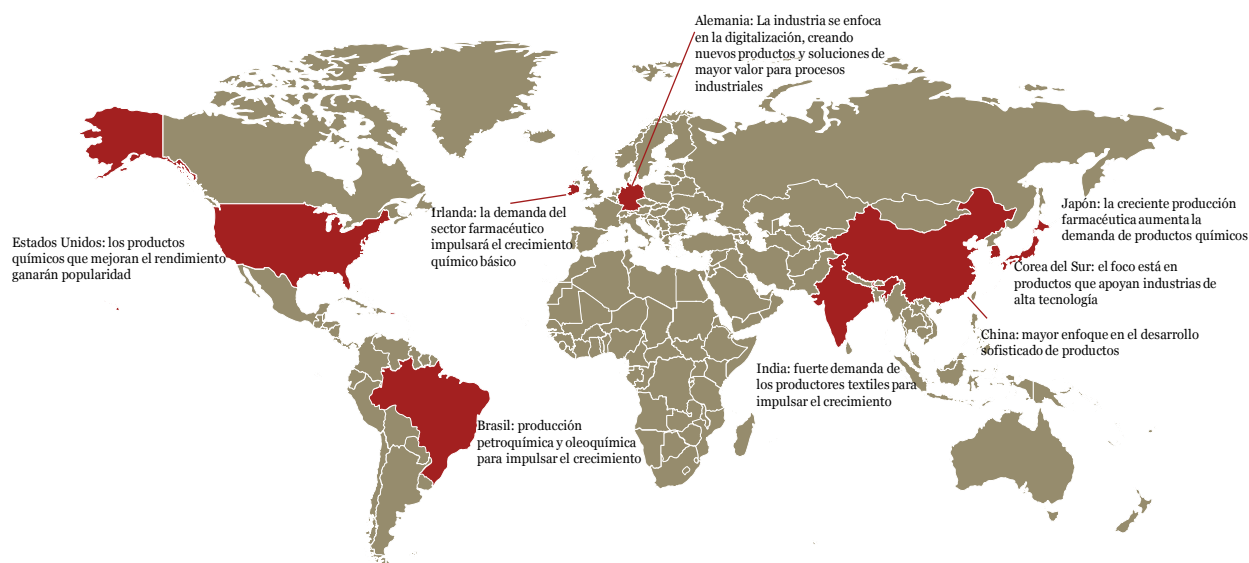 Alemania: La industria se enfoca
en la digitalización, creando
nuevos productos y soluciones de
mayor valor para procesos
industriales
Irlanda: la demanda del
sector farmacéutico
impulsará el crecimiento
químico básico
Japón: la creciente producción
farmacéutica aumenta la
demanda de productos químicos
Estados Unidos: los productos
químicos que mejoran el rendimiento
ganarán popularidad
Corea del Sur: el foco está en
productos que apoyan industrias de
alta tecnología
China: mayor enfoque en el desarrollo
sofisticado de productos
India: fuerte demanda de
los productores textiles para
impulsar el crecimiento
Brasil: producción
petroquímica y oleoquímica
para impulsar el crecimiento